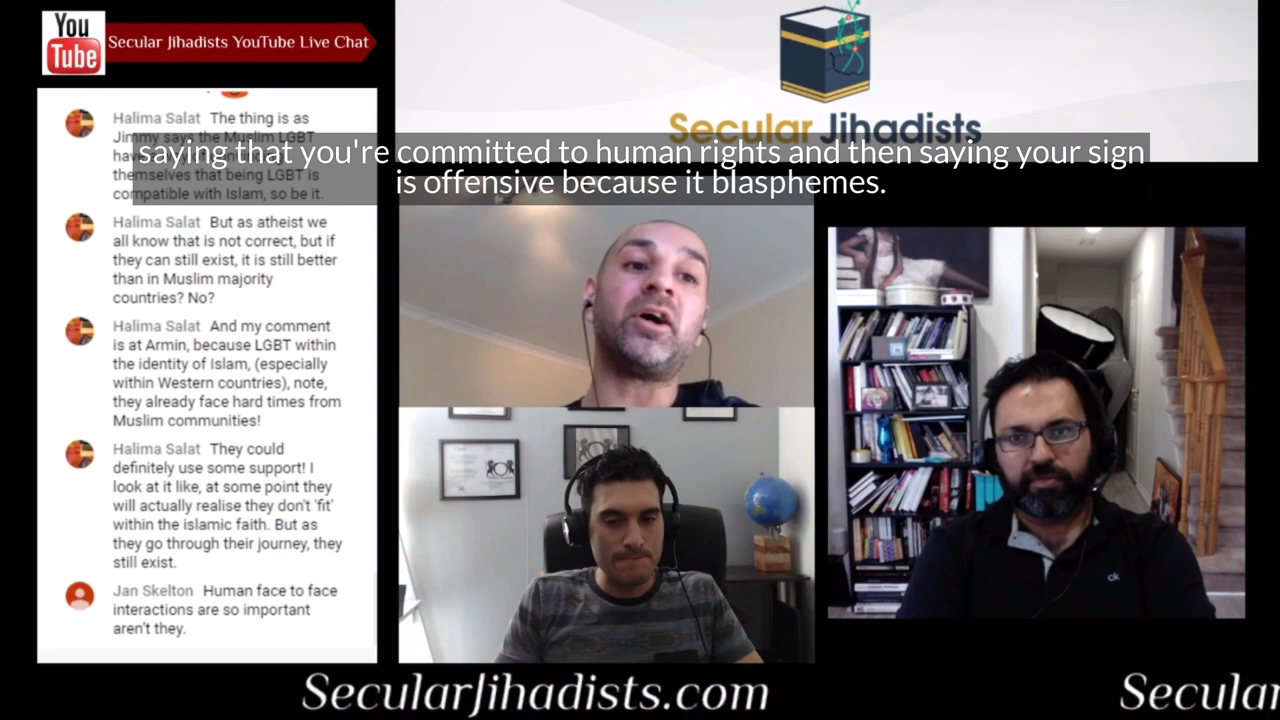 You
Tube
Secular Jihadists YouTube Live Chat
Secular Jihadists
saying that you're committed to human rights and then saying your sign
is offensive because it blasphemes.
Halima Salat The thing is as
Jimmy says the Muslim LGBT
have
themselves that being LGBT is
compatible with Islam, so be it.
Halima Salat But as atheist we
all know that is not correct, but if
they can still exist, it is still better
than in Muslim majority
countries? No?
Halima Salat And my comment
is at Armin, because LGBT within
the identity of Islam, (especially
within Western countries), note,
they already face hard times from
Muslim communities!
Halima Salat They could
definitely use some support! I
look at it like, at some point they
will actually realise they don't 'fit'
within the islamic faith. But as
they go through their journey, they
still exist.
Jan Skelton Human face to face
interactions are so important
aren't they.
ck
SecularJihadists.com
Secular